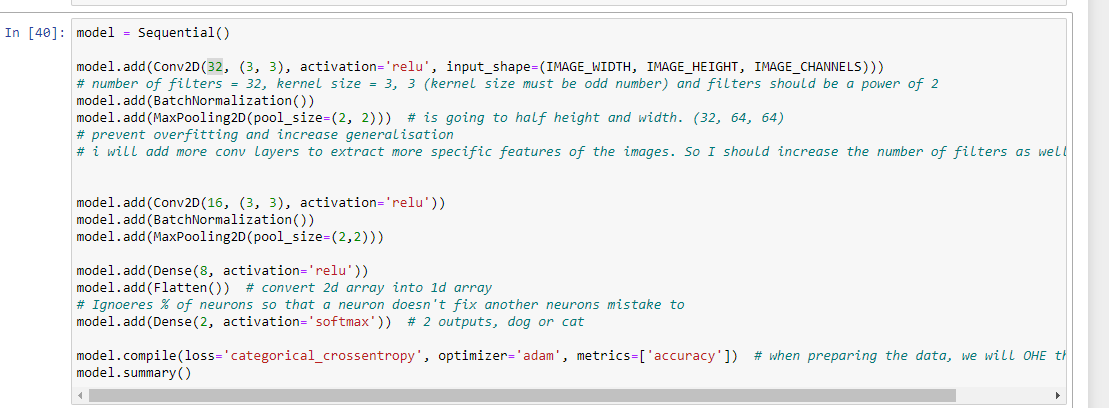 In [40]: model = Sequential()
model.add(Conv2D(32, (3, 3), activation='relu', input_shape=(IMAGE_WIDTH, IMAGE_HEIGHT, IMAGE_CHANNELS)))
# number of filters = 32, kernel size = 3, 3 (kernel size must be odd number) and filters should be a power of 2
model.add(BatchNormalization())
model.add(MaxPooling2D(pool_size=(2, 2)))  # is going to half height and width. (32, 64, 64)
# prevent overfitting and increase generalisation
# i will add more conv layers to extract more specific features of the images. So I should increase the number of filters as well
model.add(Conv2D(16, (3, 3), activation='relu'))
model.add(BatchNormalization())
model.add(MaxPooling2D(pool_size=(2,2)))
model.add(Dense(8, activation='relu'))
model.add(Flatten())  # convert 2d array into 1d array
# Ignoeres % of neurons so that a neuron doesn't fix another neurons mistake to
model.add(Dense(2, activation='softmax'))  # 2 outputs, dog or cat
model.compile(loss='categorical_crossentropy', optimizer='adam', metrics=['accuracy'])  # when preparing the data, we will OHE
model.summary()